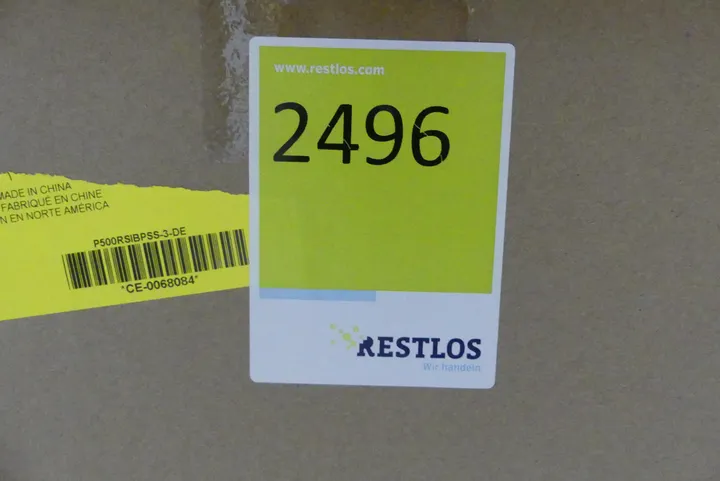 www.restlos.com
2496
MADE IN CHINA
FABRIQUÉ EN CHINE
EN NORTE AMÉRICA
P500RSIBPSS-3-DE
*CE-0068084*
RESTLOS
Wir handeln